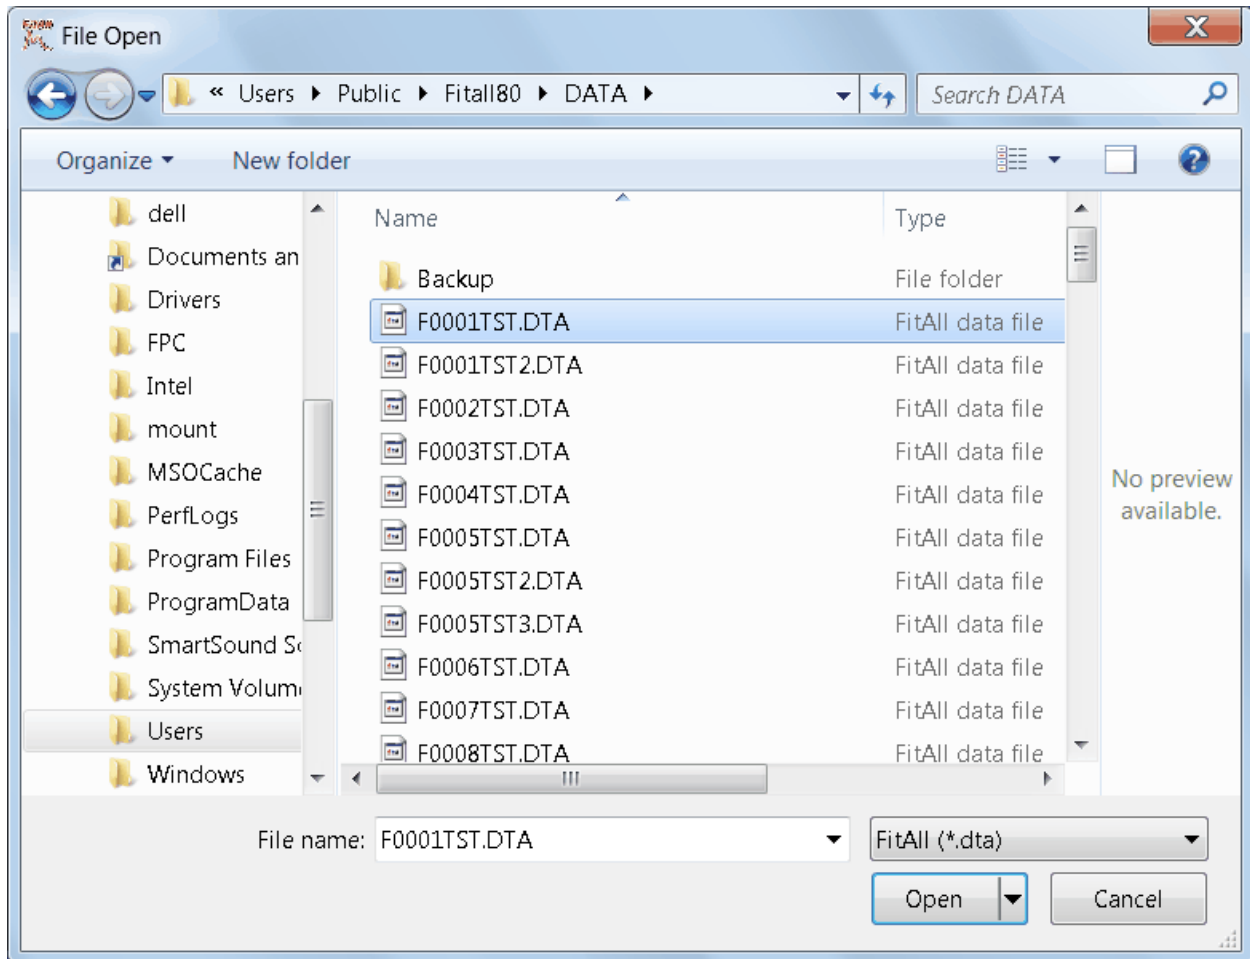 File Open
« Users Public Fitall80 DATA
Search DATA
Organize New folder
dell
Documents an
Drivers
FPC
Intel
mount
MSOCache
PerfLogs
Program Files
ProgramData
SmartSound
System
Users
Windows
Name Type
Backup File folder
F0001TST.DTA FitAll data file
F0001TST2.DTA FitAll data file
F0002TST.DTA FitAll data file
F0003TST.DTA FitAll data file
F0004TST.DTA FitAll data file
F0005TST.DTA FitAll data file
F0005TST2.DTA FitAll data file
F0005TST3.DTA FitAll data file
F0006TST.DTA FitAll data file
F0007TST.DTA FitAll data file
F0008TST.DTA FitAll data file
No preview
available.
File name: F0001TST.DTA FitAll (*.dta)
Open Cancel